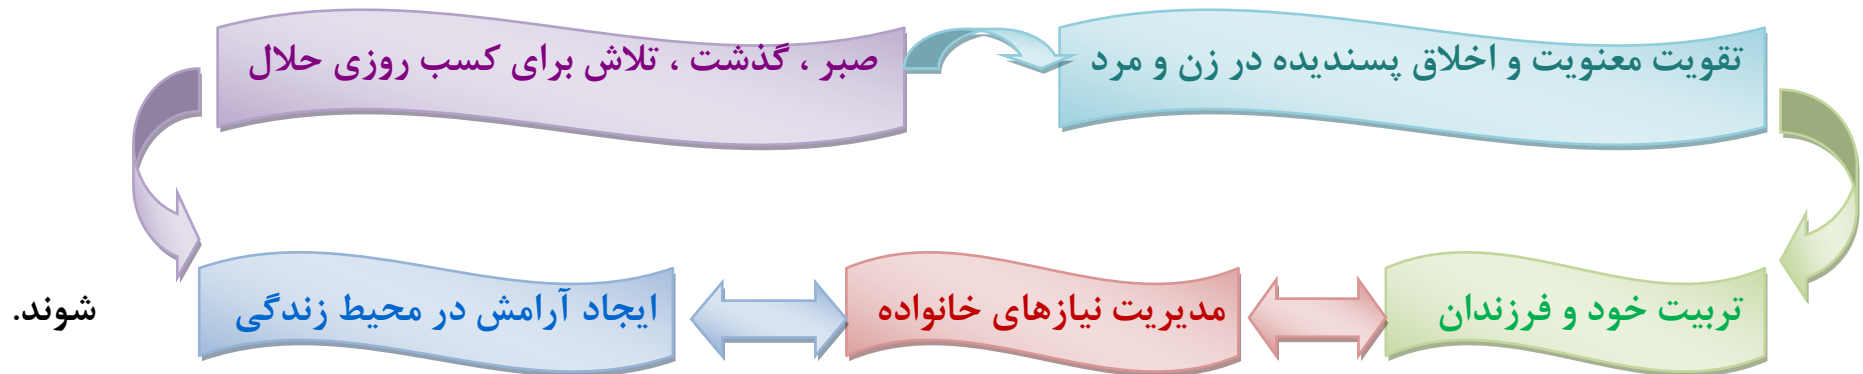 تقویت معنویت و اخلاق پسندیده در زن و مرد
صبر ، گذشت ، تلاش برای کسب روزی حلال
تربیت خود و فرزندان
مدیریت نیازهای خانواده
ایجاد آرامش در محیط زندگی
شوند.